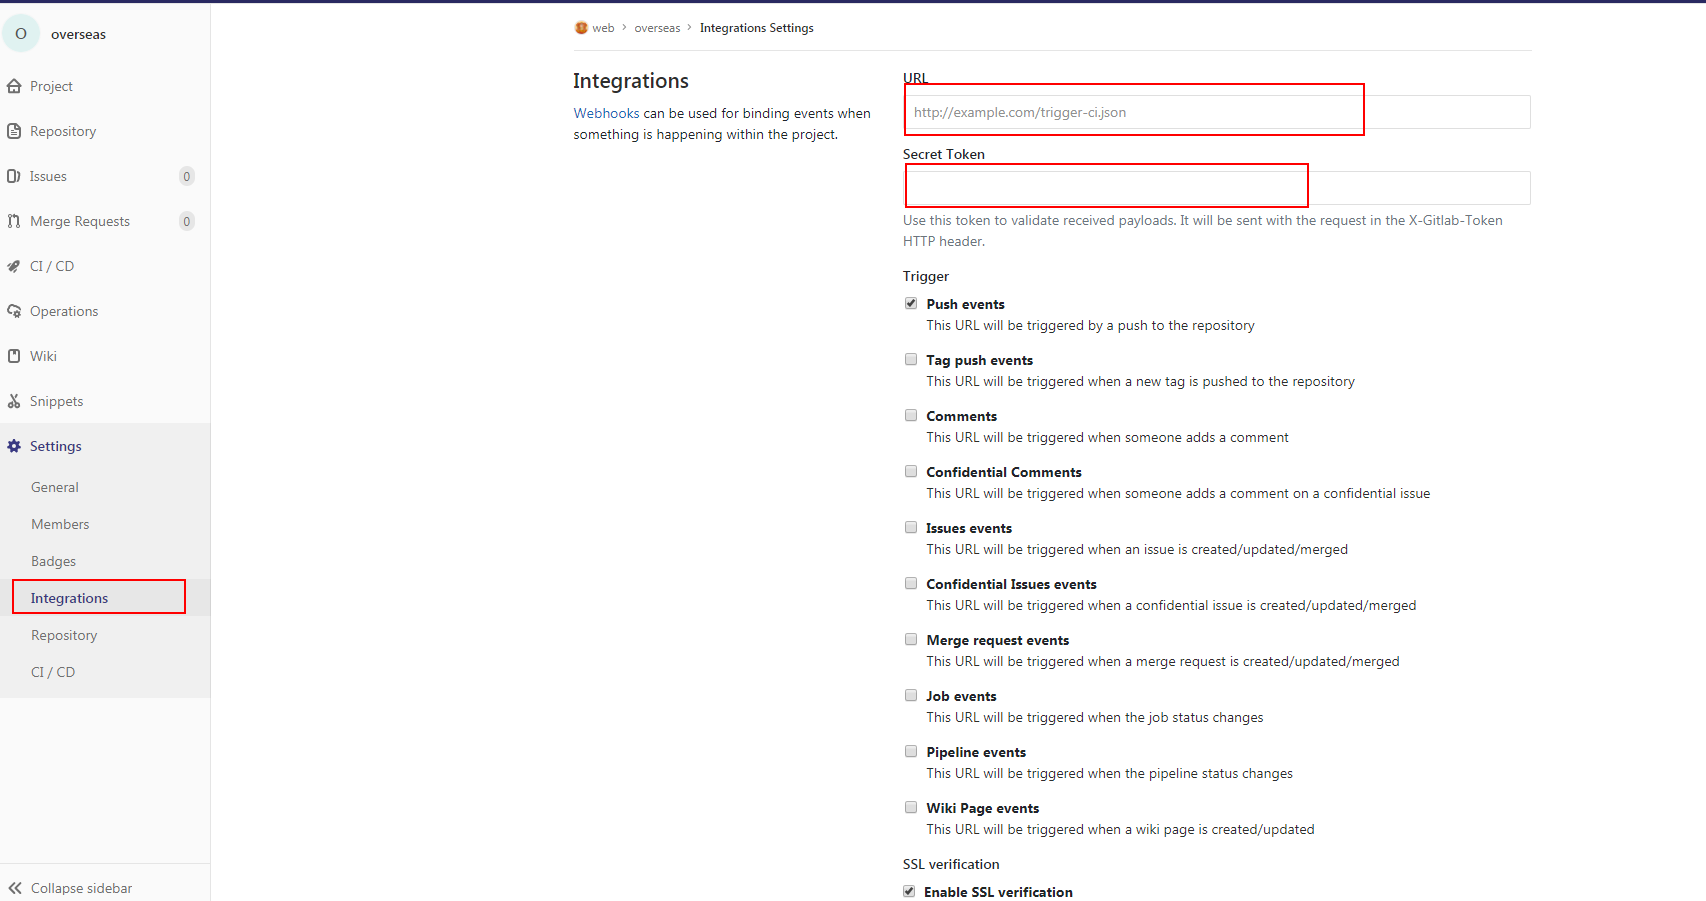 O overseas
Project
Repository
Issues 0
Merge Requests 0
CI / CD
Operations
Wiki
Snippets
Settings
General
Members
Badges
Integrations
Repository
CI / CD
Collapse sidebar
web > overseas > Integrations Settings
Integrations
Webhooks can be used for binding events when
something is happening within the project.
URL
http://example.com/trigger-ci.json
Secret Token
Use this token to validate received payloads. It will be sent with the request in the X-Gitlab-Token
HTTP header.
Trigger
Push events
This URL will be triggered by a push to the repository
Tag push events
This URL will be triggered when a new tag is pushed to the repository
Comments
This URL will be triggered when someone adds a comment
Confidential Comments
This URL will be triggered when someone adds a comment on a confidential issue
Issues events
This URL will be triggered when an issue is created/updated/merged
Confidential Issues events
This URL will be triggered when a confidential issue is created/updated/merged
Merge request events
This URL will be triggered when a merge request is created/updated/merged
Job events
This URL will be triggered when the job status changes
Pipeline events
This URL will be triggered when the pipeline status changes
Wiki Page events
This URL will be triggered when a wiki page is created/updated
SSL verification
Enable SSL verification